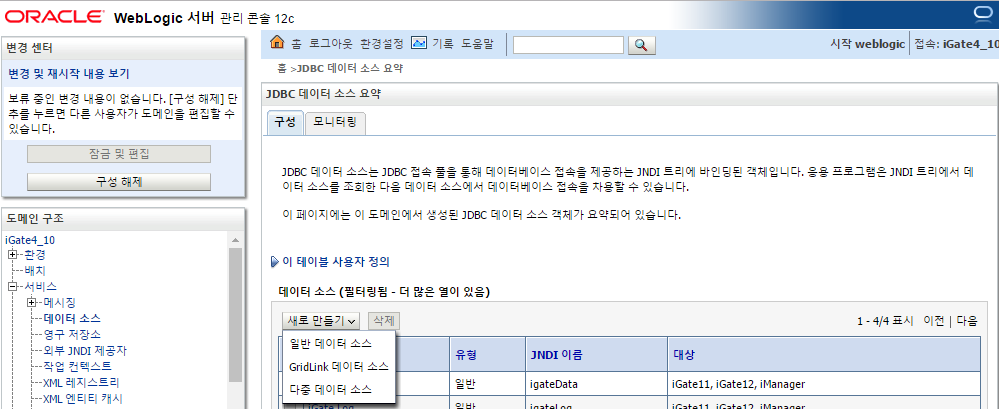 ORACLE WebLogic 서버 관리 콘솔 12c
변경 센터
변경 및 재시작 내용 보기
보류 중인 변경 내용이 없습니다. [구성 해제] 단
추를 누르면 다른 사용자가 도메인을 편집할 수
있습니다.
잠금 및 편집
구성 해제
도메인 구조
iGate4_10
환경
배치
서비스
메시징
데이터 소스
영구 저장소
외부 JNDI 제공자
작업 컨텍스트
XML 레지스트리
XML 엔티티 캐시
홈 로그아웃 환경설정 기록 도움말
시작 weblogic 접속: iGate4_10
홈 >JDBC 데이터 소스 요약
JDBC 데이터 소스 요약
구성 모니터링
JDBC 데이터 소스는 JDBC 접속 풀을 통해 데이터베이스 접속을 제공하는 JNDI 트리에 바인딩된 객체입니다. 응용 프로그램은 JNDI 트리에서 데
이터 소스를 조회한 다음 데이터 소스에서 데이터베이스 접속을 차용할 수 있습니다.
이 페이지에는 이 도메인에서 생성된 JDBC 데이터 소스 객체가 요약되어 있습니다.
이 테이블 사용자 정의
데이터 소스 (필터링됨 - 더 많은 열이 있음)
새로 만들기 삭제 1 - 4/4 표시 이전 | 다음
일반 데이터 소스
GridLink 데이터 소스
다중 데이터 소스
유형 JNDI 이름 대상
일반 igateData iGate11, iGate12, iManager
일반 igateLog iGate11, iGate12, iManager